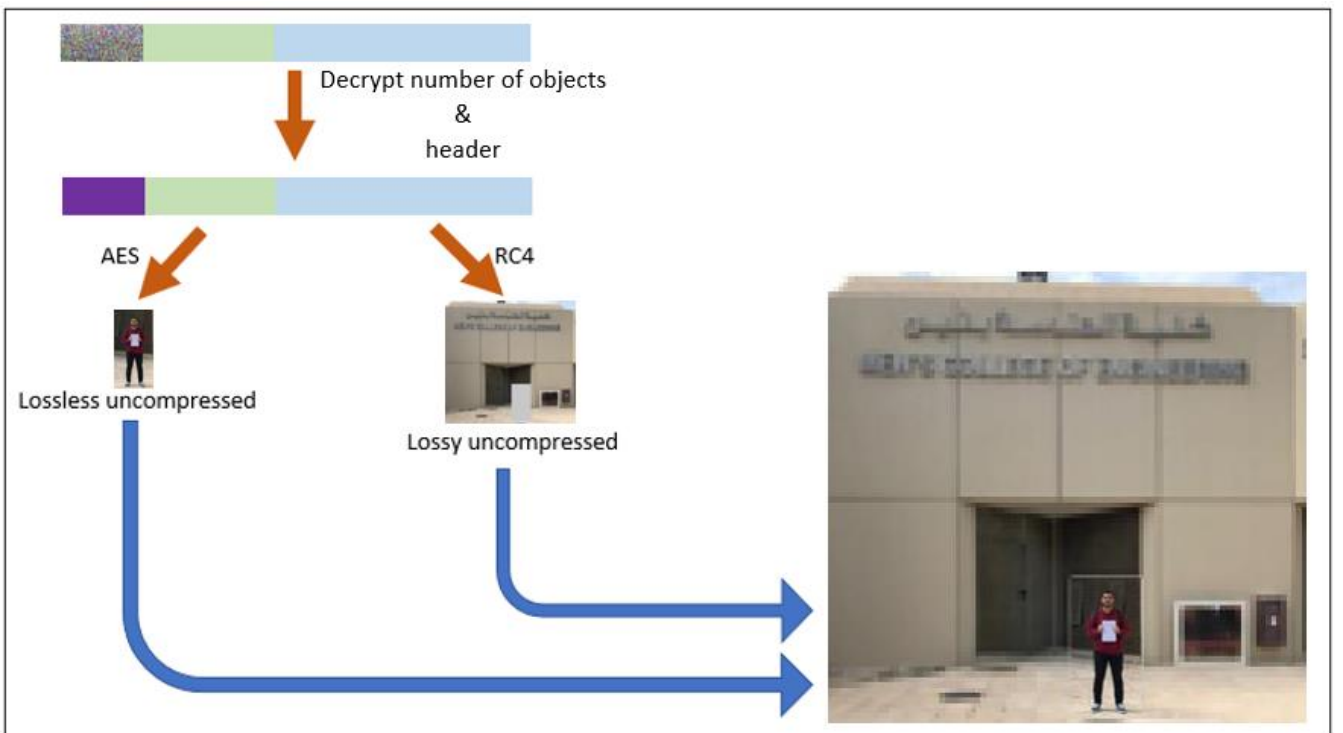 Decrypt number of objects
&
header
AES
RC4
Lossless uncompressed
Lossy uncompressed